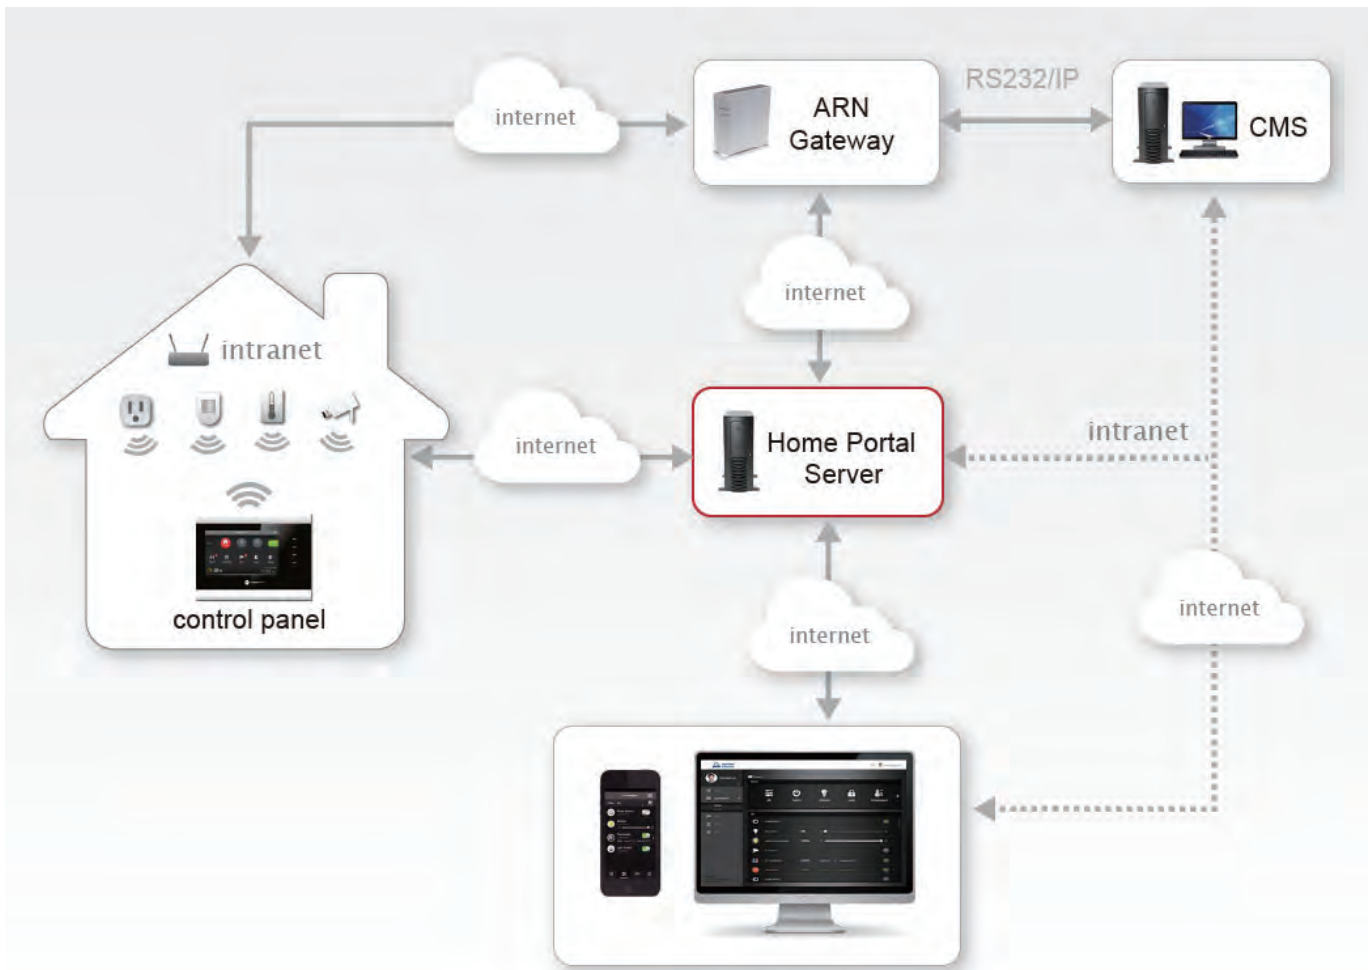 internet
ARN
Gateway
RS232/IP
CMS
internet
intranet
internet
Home Portal
Server
intranet
control panel
internet
internet